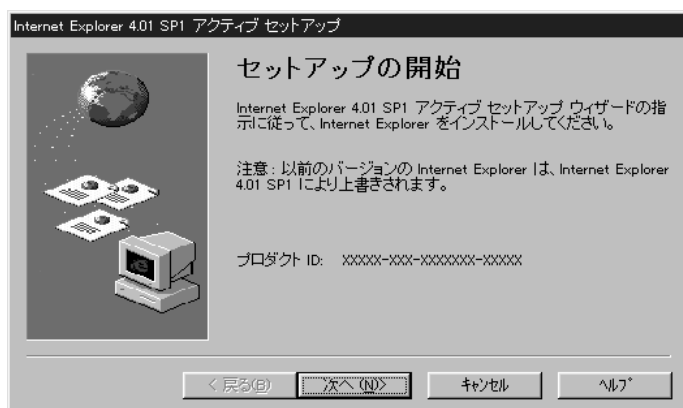 Internet Explorer 4.01 SP1 アクティブ セットアップ
セットアップの開始
Internet Explorer 4.01 SP1 アクティブ セットアップ ウィザードの指
示に従って、Internet Explorer をインストールしてください。
注意 : 以前のバージョンの Internet Explorer は、Internet Explorer
4.01 SP1 により上書きされます。
プロダクト ID: XXXXX-XXX-XXXXXXX-XXXXX
< 戻る(B)
次へ (N)>
キャンセル
ヘルプ